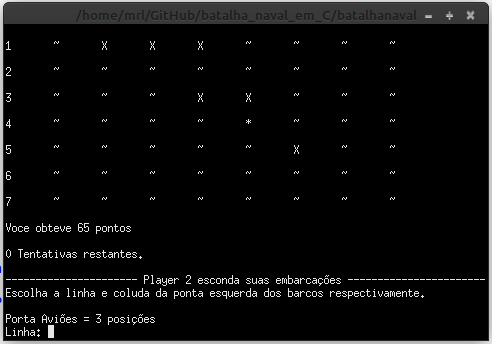 /home/mrl/GitHub/batalha_naval_em_C/batalhanaval
1 ~ X X X ~ ~ ~ ~
2 ~ ~ ~ ~ ~ ~ ~ ~
3 ~ ~ ~ X X ~ ~ ~
4 ~ ~ ~ ~ * ~ ~ ~
5 ~ ~ ~ ~ ~ X ~ ~
6 ~ ~ ~ ~ ~ ~ ~ ~
7 ~ ~ ~ ~ ~ ~ ~ ~
Voce obteve 65 pontos
0 Tentativas restantes.
---------------------- Player 2 esconda suas embarcações -----------------------
Escolha a linha e coluda da ponta esquerda dos barcos respectivamente.
Porta Aviões = 3 posições
Linha: